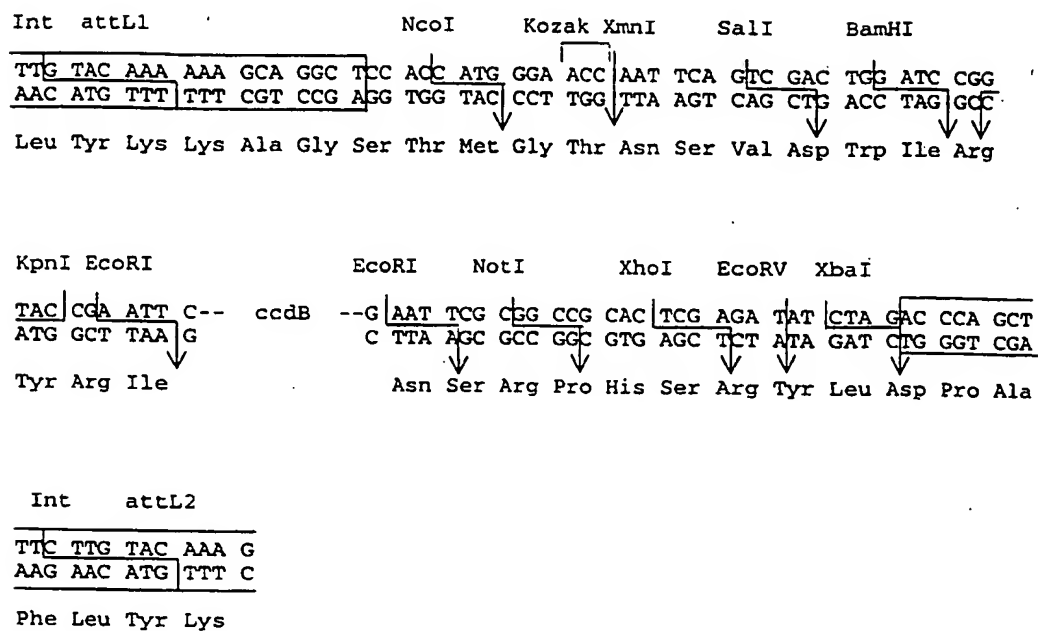 Int attL1 NcoI Kozak XmnI SalI BamHI
TTG TAC AAA AAA GCA GGC TCC ACC ATG GGA ACC AAT TCA GTC GAC TGG ATC CGG
AAC ATG TTT TTT CGT CCG AGG TGG TAC CCT TGG TTA AGT CAG CTG ACC TAG GCC
Leu Tyr Lys Lys Ala Gly Ser Thr Met Gly Thr Asn Ser Val Asp Trp Ile Arg
KpnI EcoRI EcoRI NotI XhoI EcoRV XbaI
TAC CGA ATT C-- ccdB --G AAT TCG CGG CCG CAC TCG AGA TAT CTAG AC CCA GCT
ATG GCT TAA G C TTA AGC GCC GGC GTG AGC TCT ATA GAT CTG GGT CGA
Tyr Arg Ile Asn Ser Arg Pro His Ser Arg Tyr Leu Asp Pro Ala
Int attL2
TTC TTG TAC AAA G
AAG AAC ATG TTT C
Phe Leu Tyr Lys